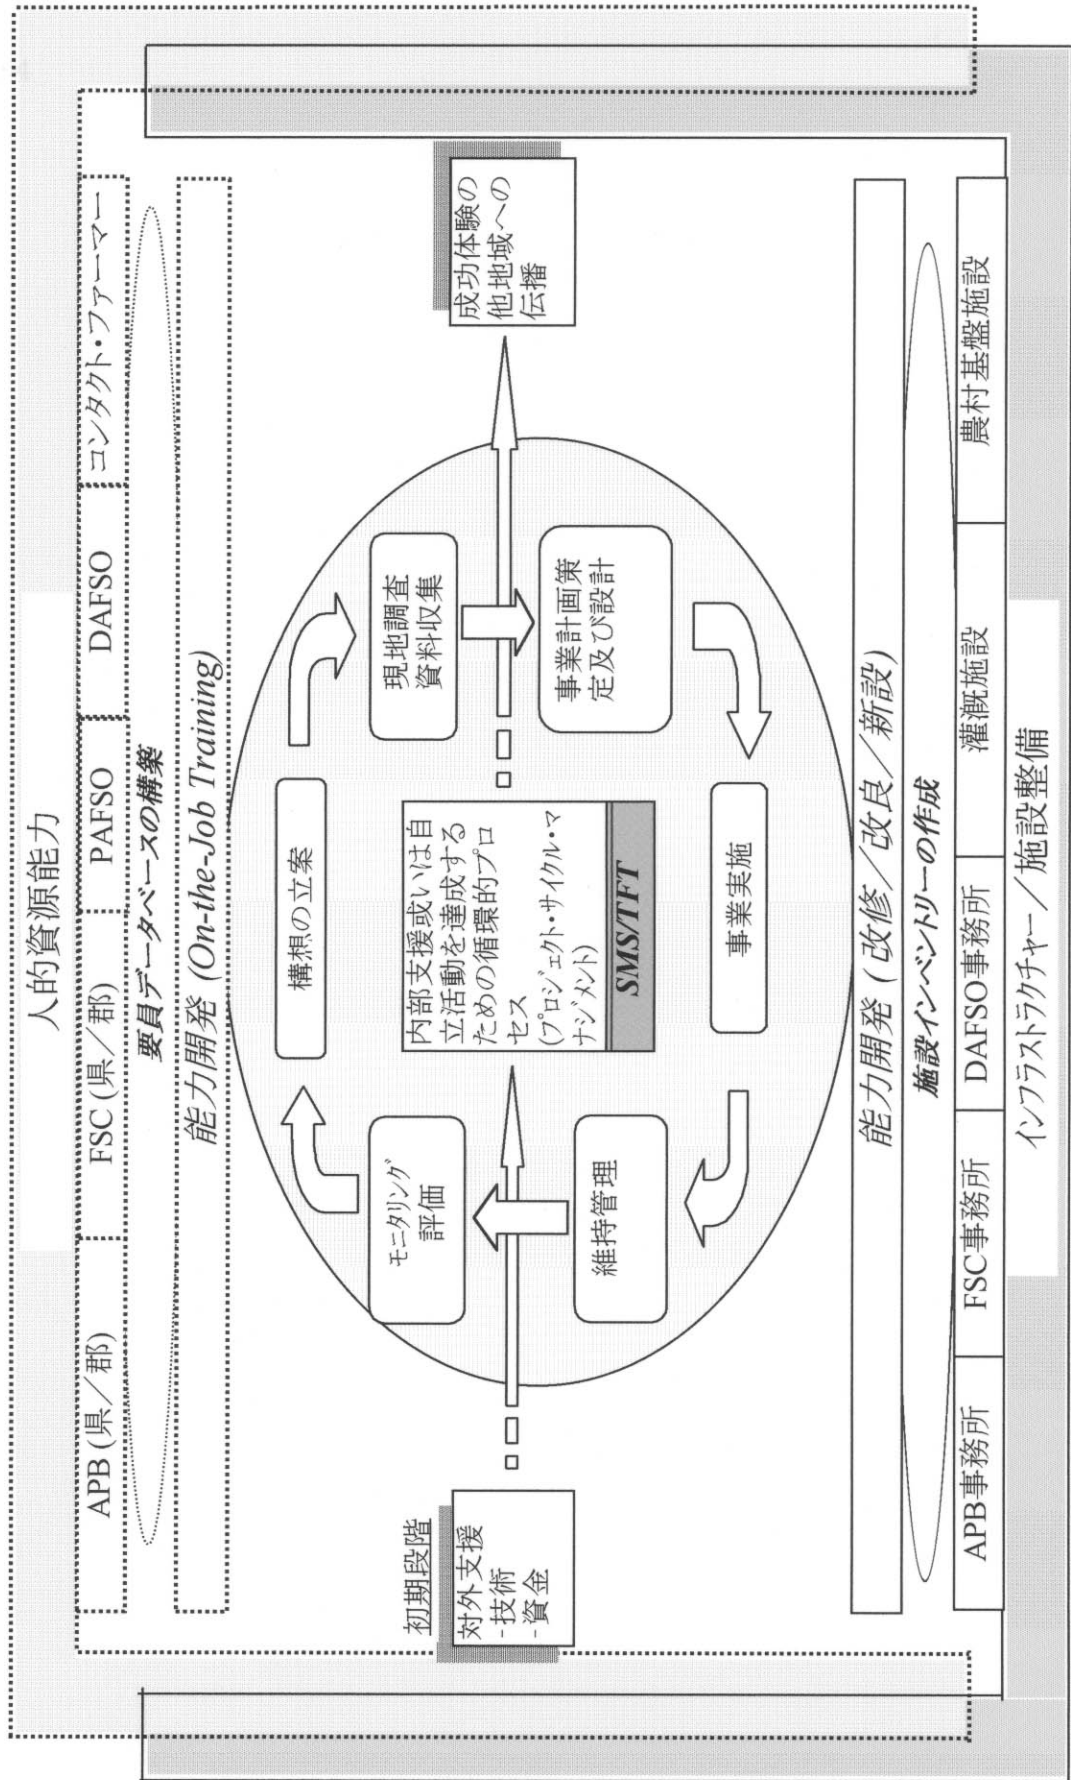 人的資源能力
APB (県／郡)
FSC (県／郡)
PAFSO
DAFSO
コンタクト・ファーマー
要員データベースの構築
能力開発 (On-the-Job Training)
初期段階
対外支援
-技術
-資金
モニタリング
評価
構想の立案
現地調査
資料収集
内部支援或いは自
立活動を達成する
ための循環的プロ
セス
(プロジェクト・サイクル・マ
ナジメント)
SMS/TFT
成功体験の
他地域への
伝播
維持管理
事業実施
事業計画策
定及び設計
能力開発 (改修／改良／新設)
施設インベントリーの作成
APB事務所
FSC事務所
DAFSO事務所
灌漑施設
農村基盤施設
インフラストラクチャー／施設整備